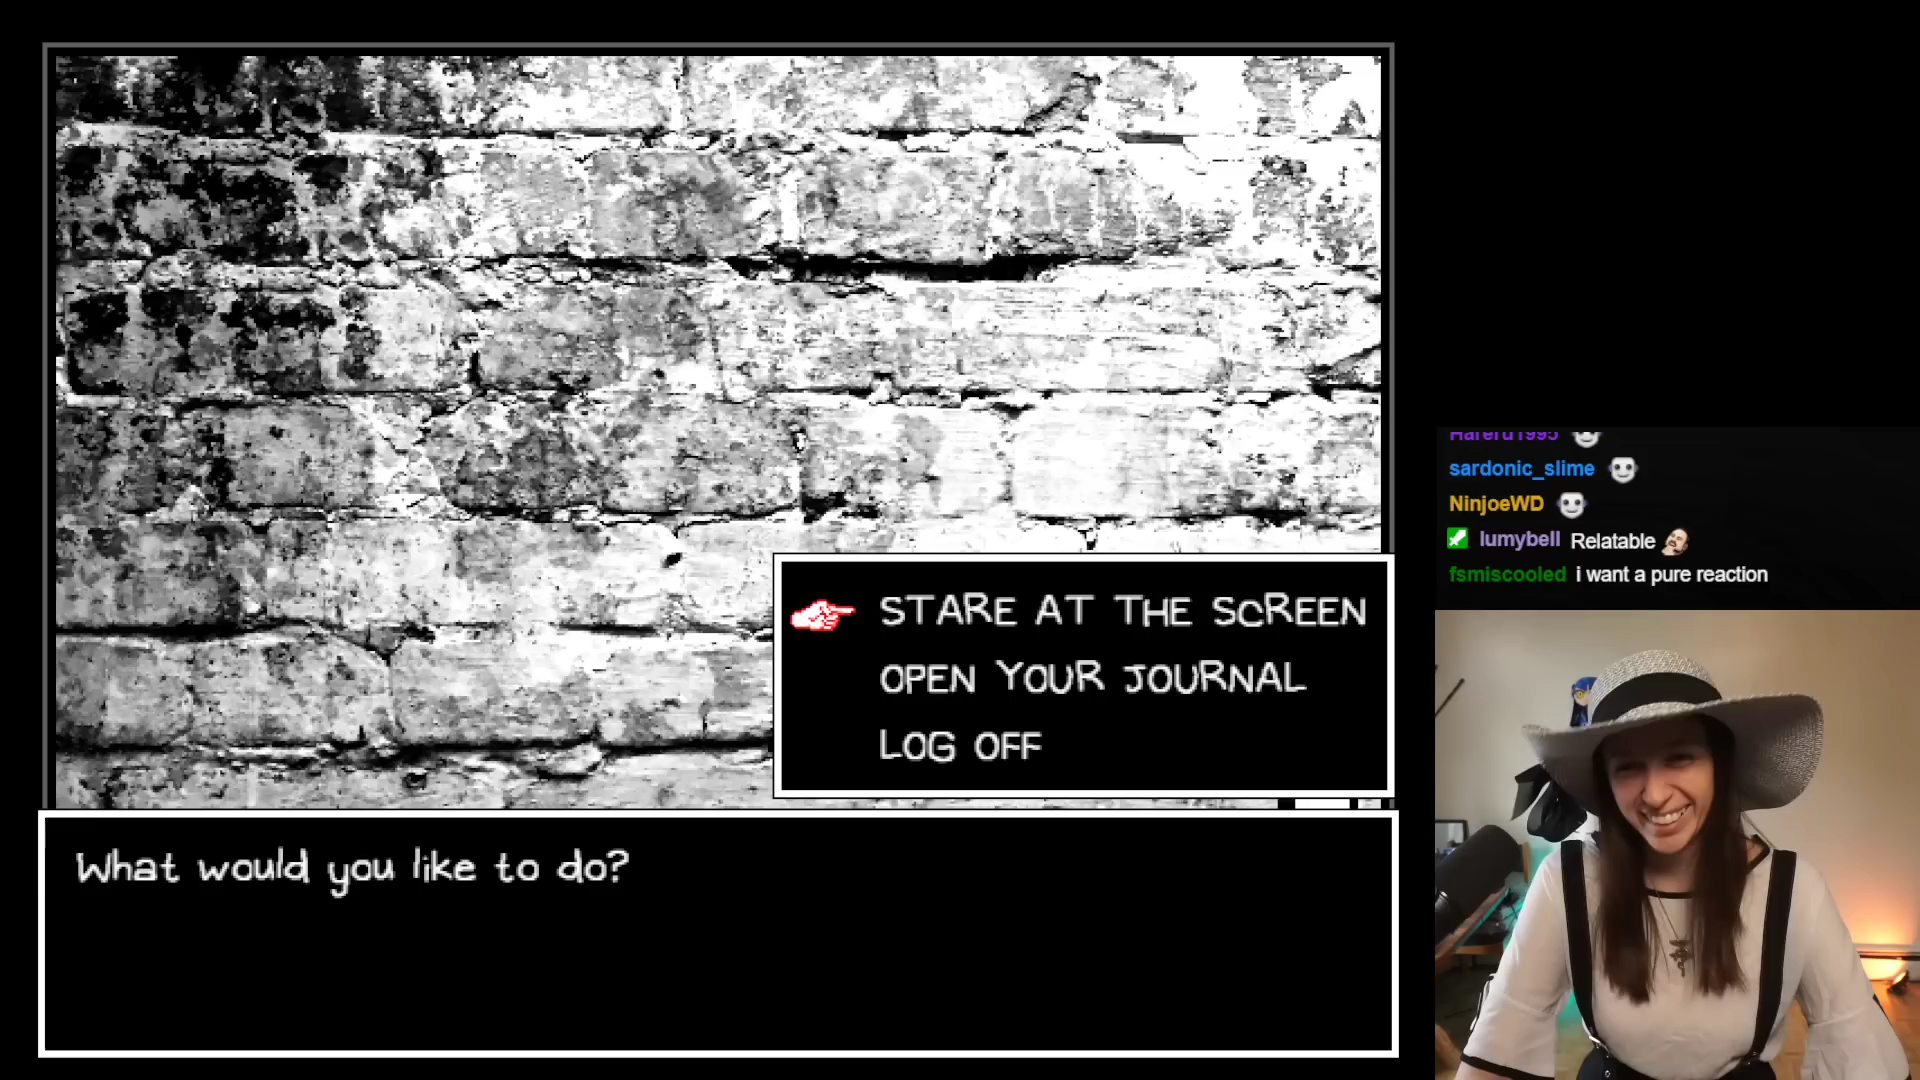 STARE AT THE SCREEN
OPEN YOUR JOURNAL
LOG OFF
What would you like to do?
sardonic_slime
NinjoeWD
lumybell Relatable
fsmiscooled i want a pure reaction